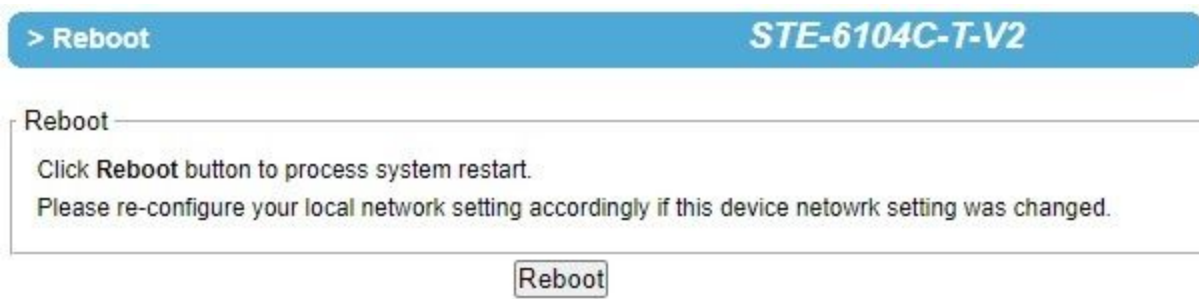 > Reboot STE-6104C-T-V2
Reboot
Click Reboot button to process system restart.
Please re-configure your local network setting accordingly if this device netowrk setting was changed.
Reboot